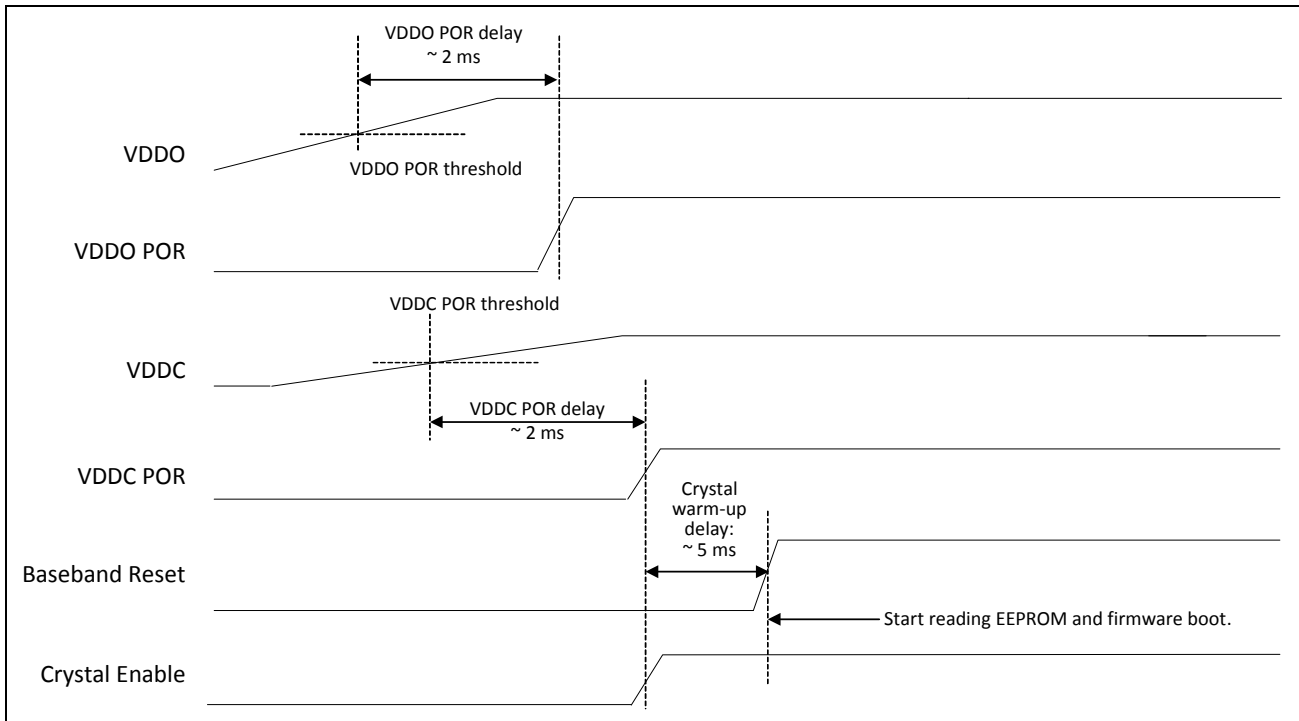 VDDO POR delay
~ 2 ms
VDDO
VDDO POR threshold
VDDO POR
VDDC POR threshold
VDDC
VDDC POR delay
~ 2 ms
VDDC POR
Crystal
warm-up
delay:
~ 5 ms
Baseband Reset
Start reading EEPROM and firmware boot.
Crystal Enable